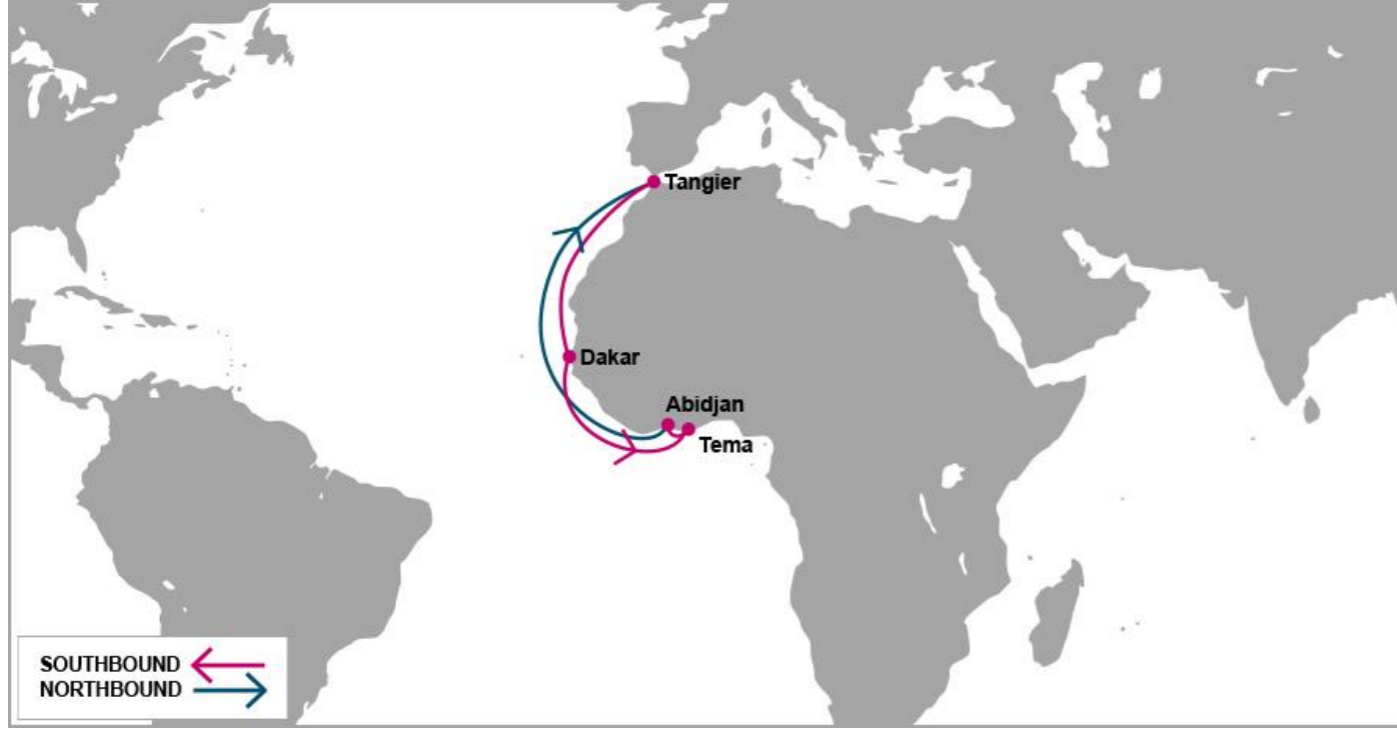 Tangier
Dakar
Abidjan
Tema
SOUTHBOUND
NORTHBOUND